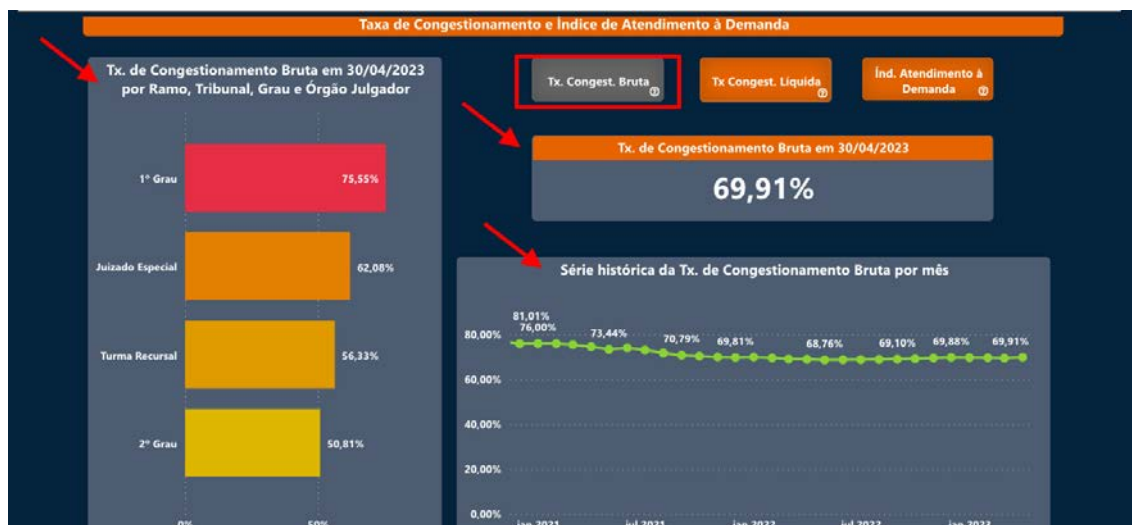 Taxa de Congestionamento e Índice de Atendimento à Demanda
Tx. de Congestionamento Bruta em 30/04/2023
por Ramo, Tribunal, Grau e Órgão Julgador
1º Grau
75,55%
Juizado Especial
62,08%
Turma Recursal
56,33%
2º Grau
50,81%
0%
50%
Tx. Congest. Bruta
Tx Congest. Líquida
Índ. Atendimento à
Demanda
Tx. de Congestionamento Bruta em 30/04/2023
69,91%
Série histórica da Tx. de Congestionamento Bruta por mês
81,01%
76,00%
73,44%
70,79%
69,81%
68,76%
69,10%
69,88%
69,91%
80,00%
60,00%
40,00%
20,00%
0,00%
jan 2021
jul 2021
jan 2022
jul 2022
jan 2023